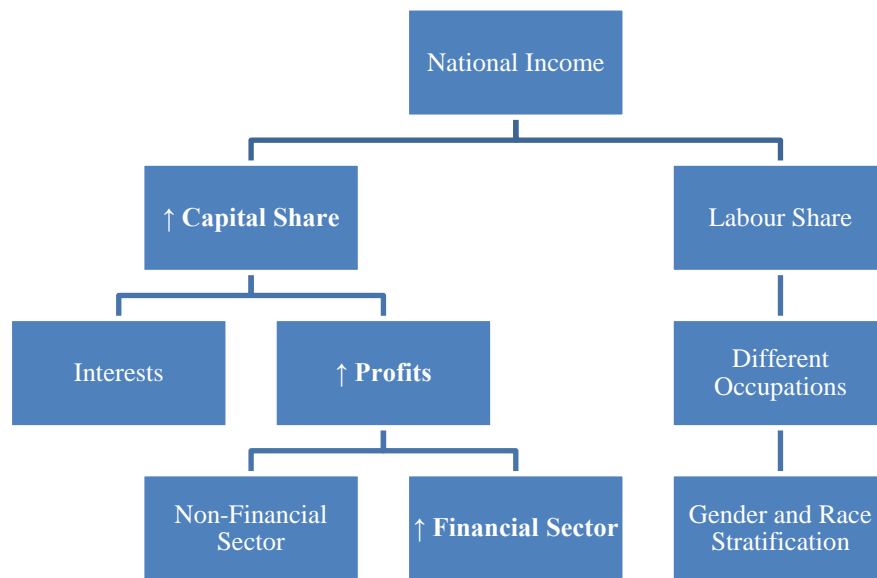 National Income
↑ Capital Share
Labour Share
Interests
↑ Profits
Different
Occupations
Non-Financial
Sector
↑ Financial Sector
Gender and Race
Stratification